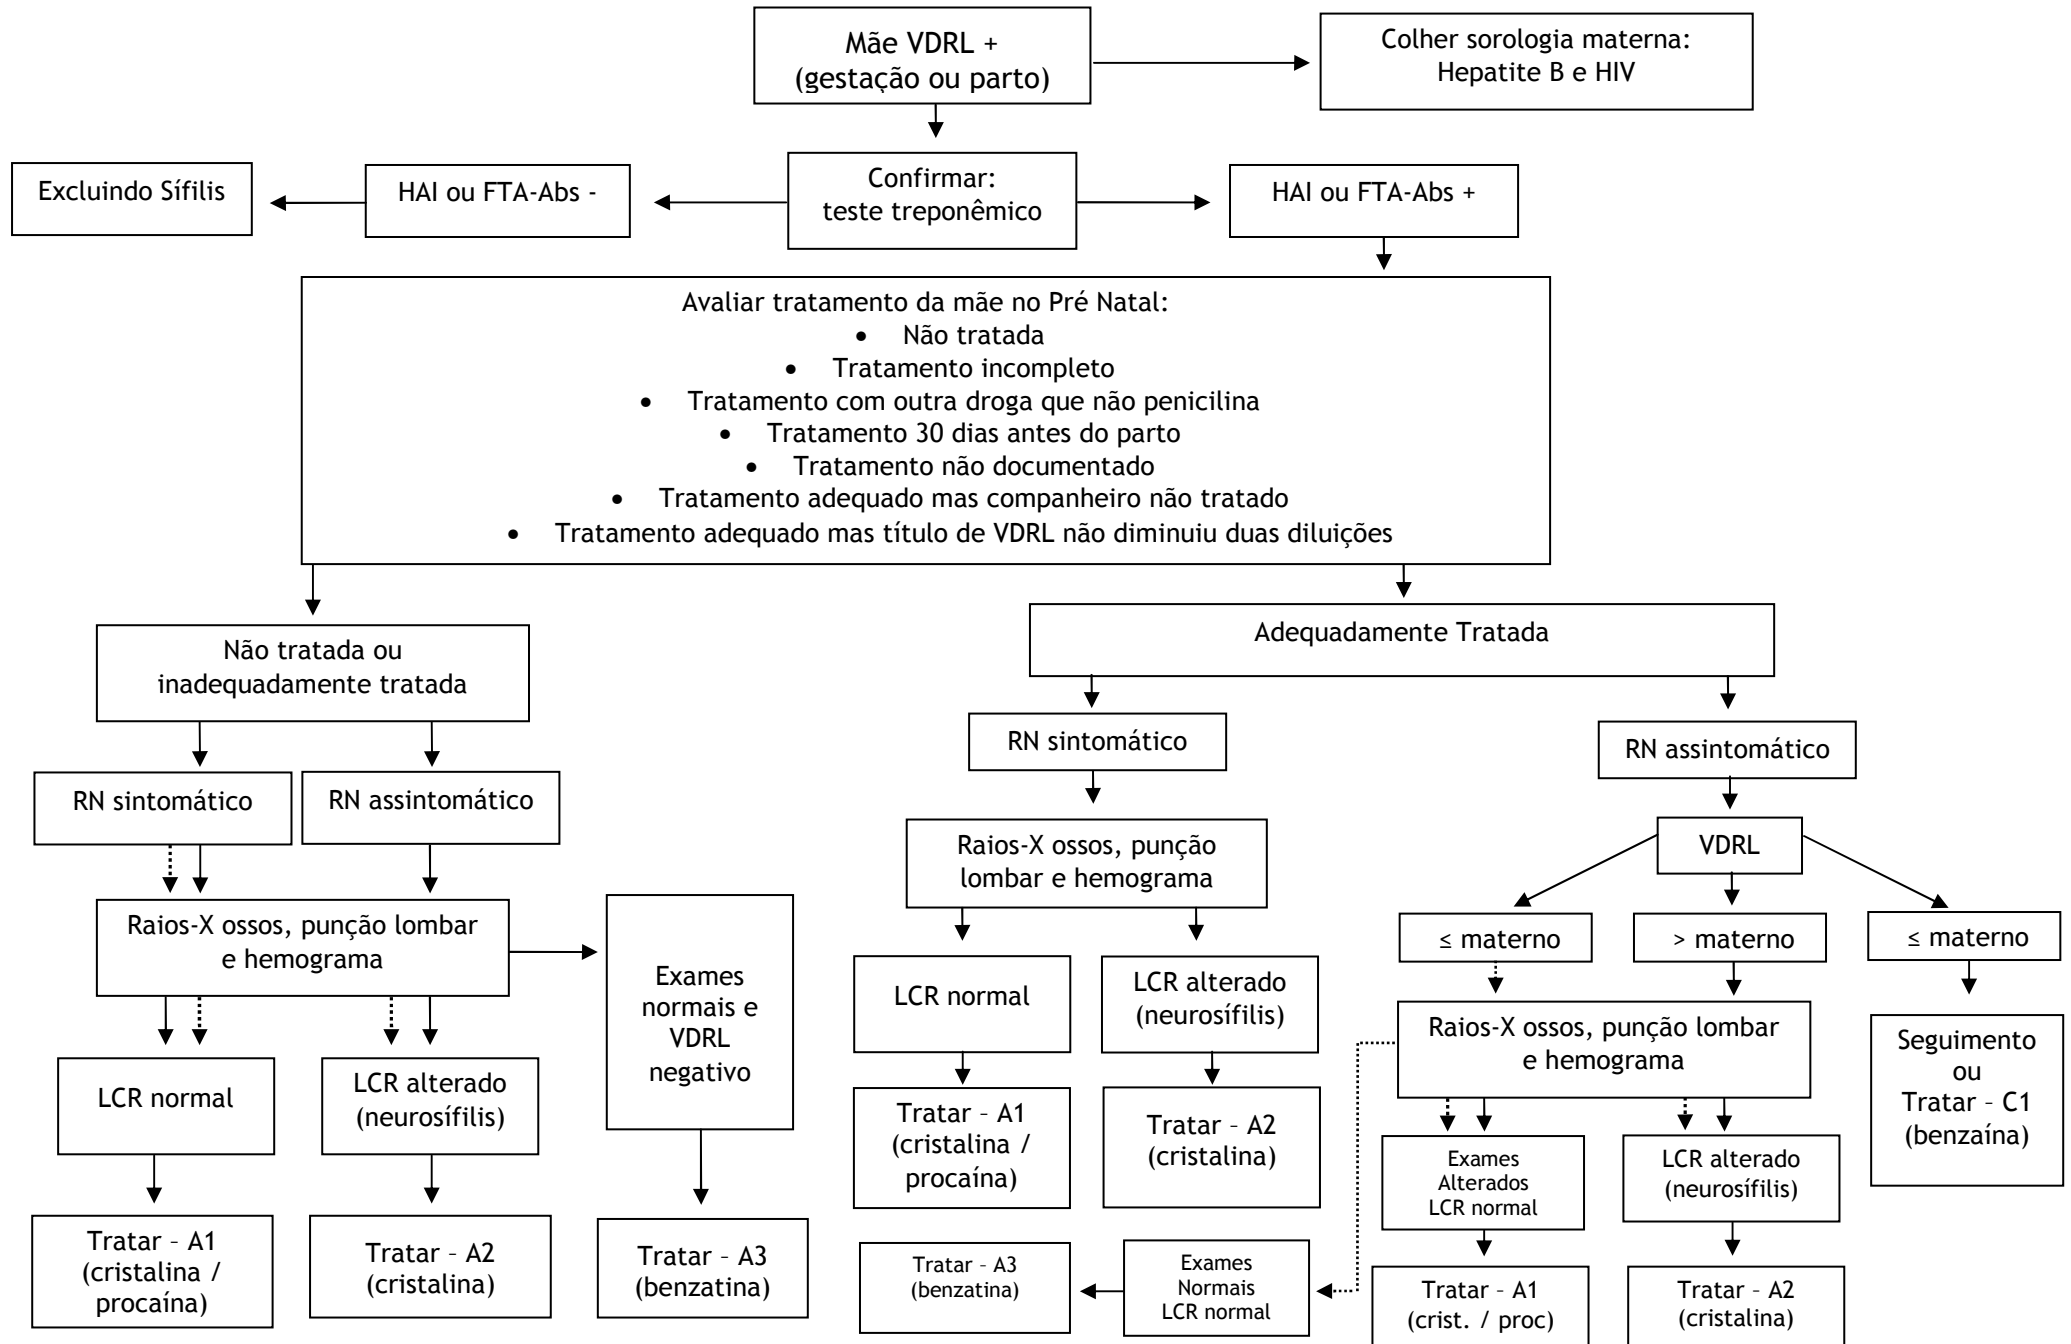 Mãe VDRL +
(gestação ou parto)
Colher sorologia materna:
Hepatite B e HIV
Excluindo Sífilis
HAI ou FTA-Abs -
Confirmar:
teste treponêmico
HAI ou FTA-Abs +
Avaliar tratamento da mãe no Pré Natal:
• Não tratada
• Tratamento incompleto
• Tratamento com outra droga que não penicilina
• Tratamento 30 dias antes do parto
• Tratamento não documentado
• Tratamento adequado mas companheiro não tratado
• Tratamento adequado mas título de VDRL não diminuiu duas diluições
Não tratada ou
inadequadamente tratada
Adequadamente Tratada
RN sintomático
RN assintomático
RN sintomático
RN assintomático
Raios-X ossos, punção lombar
e hemograma
Exames
normais e
VDRL
negativo
Raios-X ossos, punção
lombar e hemograma
VDRL
≤ materno
> materno
≤ materno
LCR normal
LCR alterado
(neurosífilis)
LCR normal
LCR alterado
(neurosífilis)
Raios-X ossos, punção lombar
e hemograma
Seguimento
ou
Tratar – C1
(benzaína)
Tratar – A1
(cristalina /
procaína)
Tratar – A2
(cristalina)
Exames
Alterados
LCR normal
LCR alterado
(neurosífilis)
Tratar – A1
(cristalina /
procaína)
Tratar – A2
(cristalina)
Tratar – A3
(benzatina)
Tratar – A3
(benzatina)
Exames
Normais
LCR normal
Tratar – A1
(crist. / proc)
Tratar – A2
(cristalina)